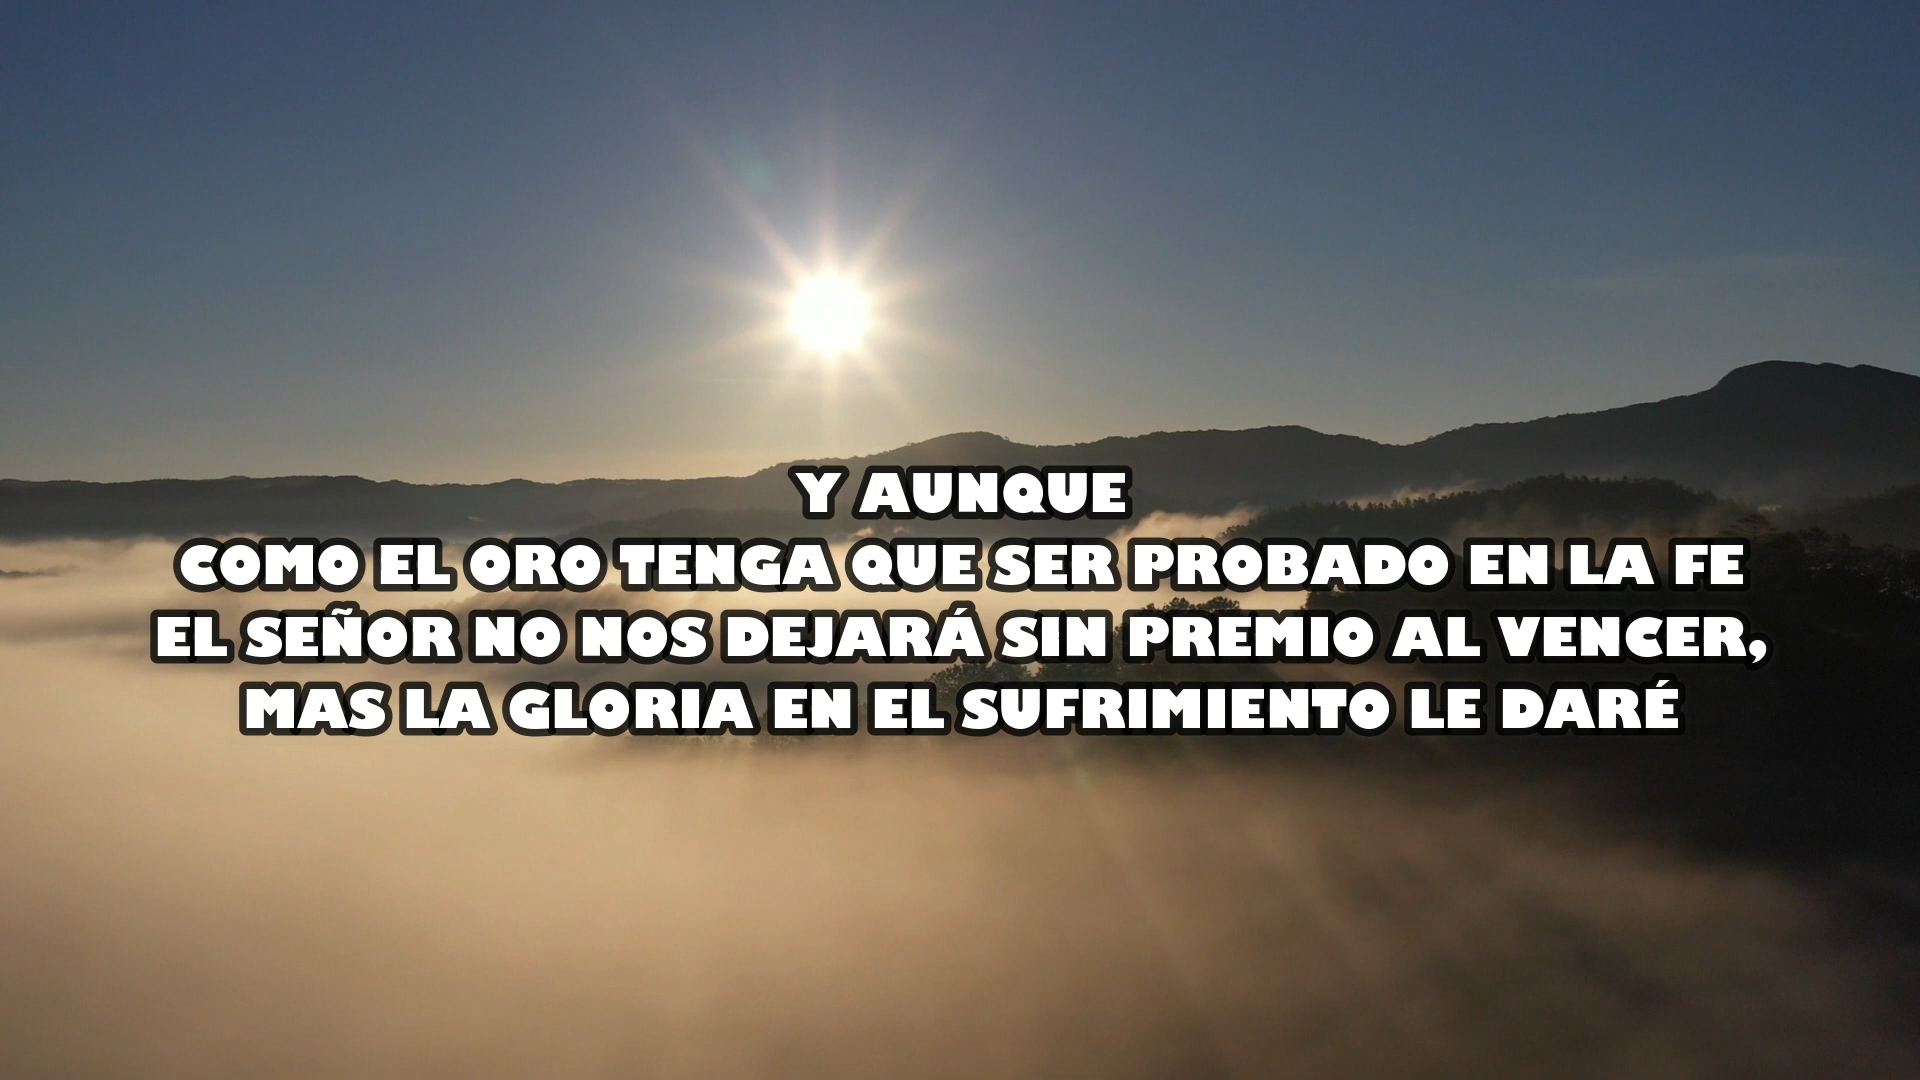 Y AUNQUE
COMO EL ORO TENGA QUE SER PROBADO EN LA FE
EL SEÑOR NO NOS DEJARÁ SIN PREMIO AL VENCER,
MAS LA GLORIA EN EL SUFRIMIENTO LE DARÉ